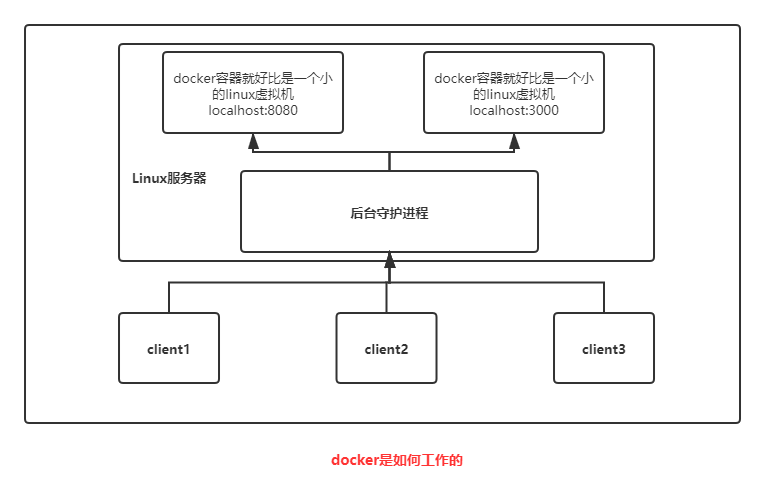 docker容器就好比是一个小
的linux虚拟机
localhost:8080
docker容器就好比是一个小
的linux虚拟机
localhost:3000
Linux服务器
后台守护进程
client1
client2
client3
docker是如何工作的